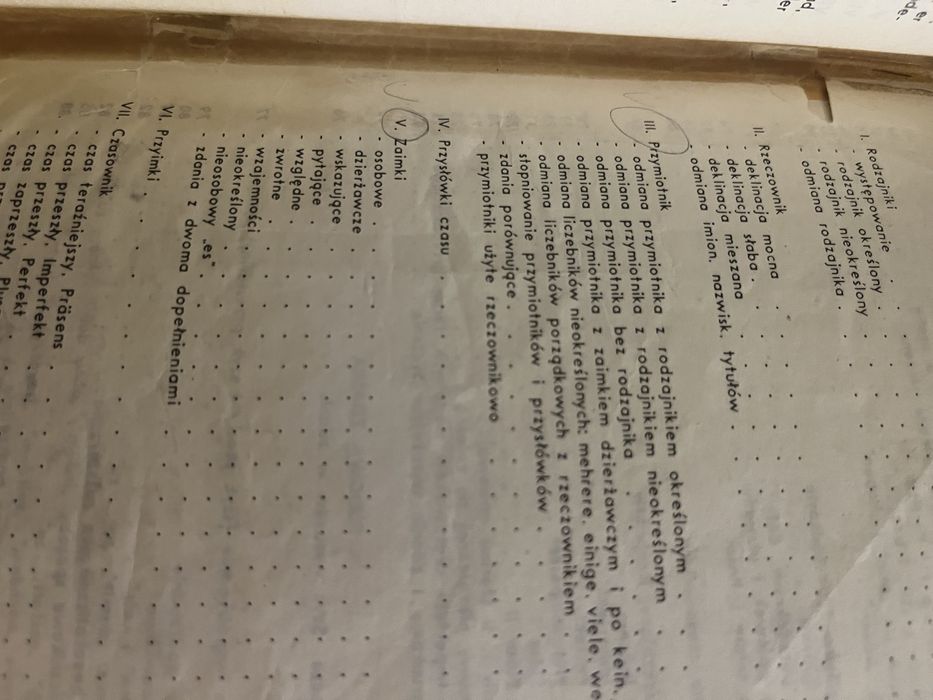 I. Rodzajniki
- występowanie
- rodzajnik określony
- rodzajnik nieokreślony
- odmiana rodzajnika
II. Rzeczownik
- deklinacja mocna
- deklinacja słaba
- deklinacja mieszana
- deklinacja imion, nazwisk, tytułów
- odmiana
III. Przymiotnik
- odmiana przymiotnika z rodzajnikiem określonym
- odmiana przymiotnika z rodzajnikiem nieokreślonym
- odmiana przymiotnika bez rodzajnika
- odmiana przymiotnika z zaimkiem dzierżawczym i po kein,
- odmiana liczebników nieokreślonych: mehrere, einige, viele, we
- odmiana liczebników porządkowych z rzeczownikiem
- stopniowanie przymiotników i przysłówków
- zdania porównujące
- przymiotniki użyte rzeczownikowo
IV. Przysłówki czasu
V. Zaimki
- osobowe
- dzierżawcze
- wskazujące
- pytające
- względne
- zwrotne
- wzajemności
- nieokreślony
- nieosobowy „es"
- zdania z dwoma dopełnieniami
VI. Przyimki
VII. Czasownik
- czas teraźniejszy, Präsens
- czas przeszły, Imperfekt
- czas przeszły, Perfekt
- czas zaprzeszły,